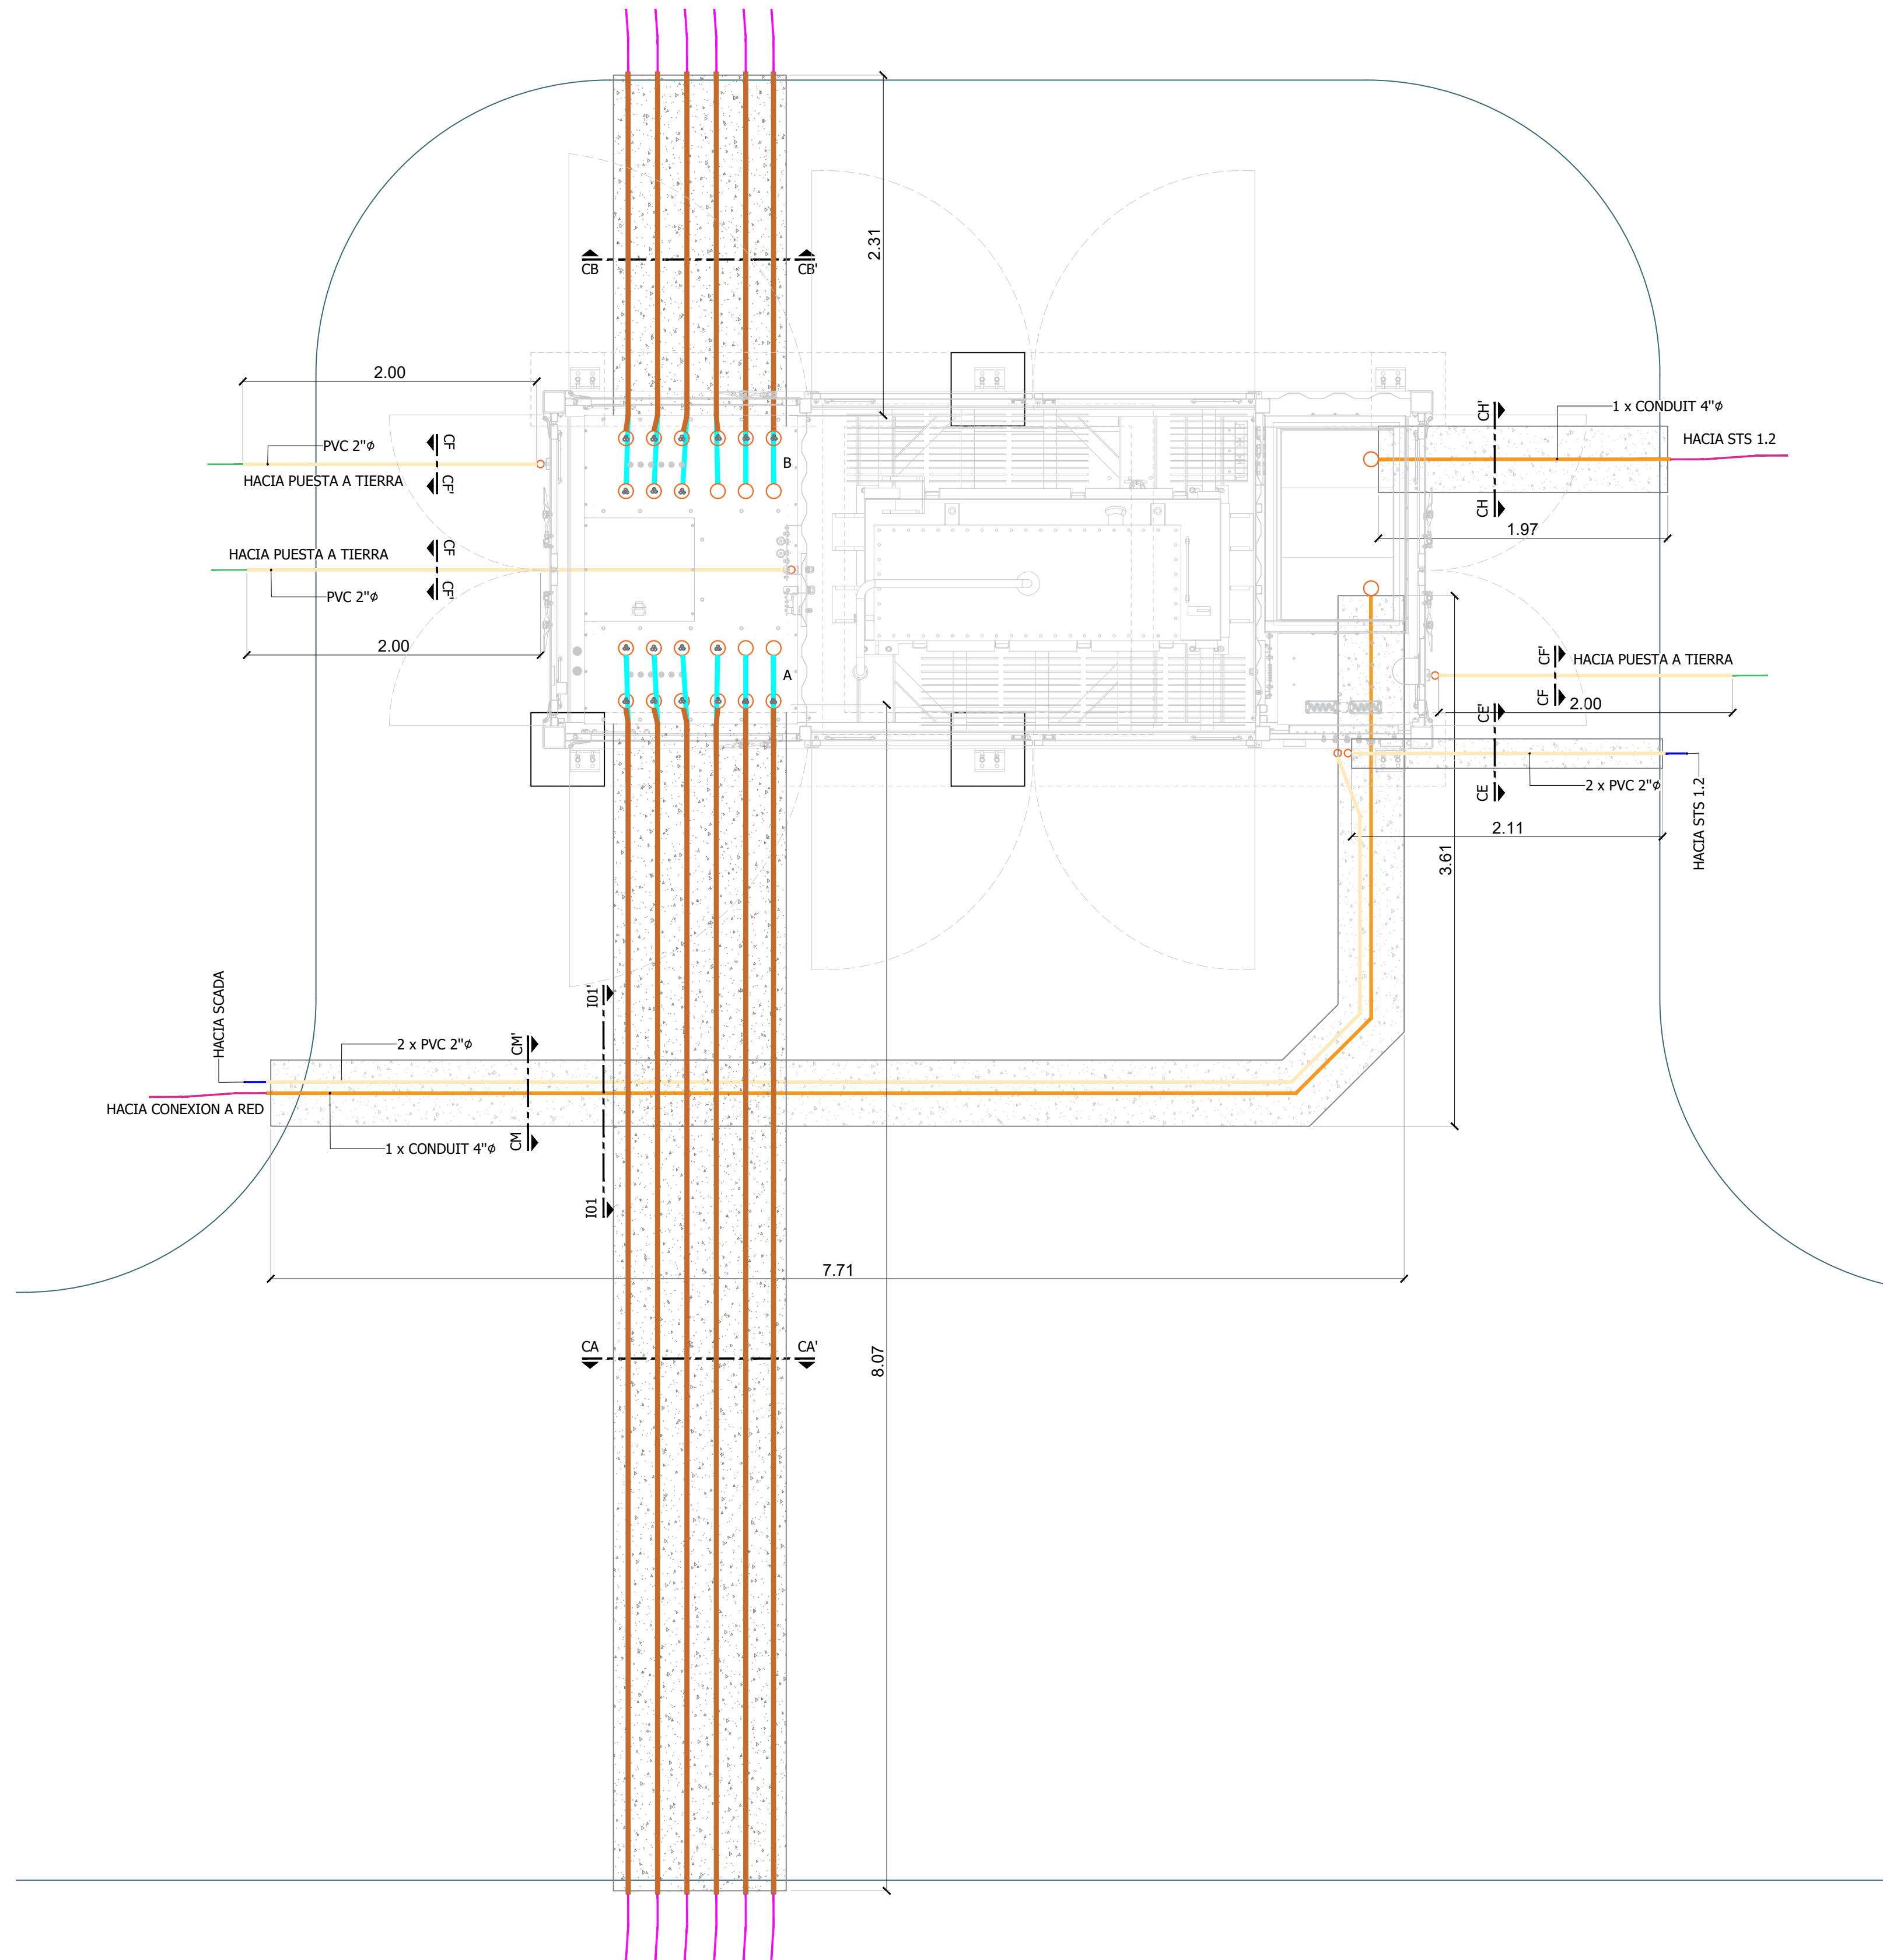 CB
CB'
2.31
2.00
PVC 2"ø
CF
CF'
HACIA PUESTA A TIERRA
B
CH'
1 x CONDUIT 4"ø
HACIA STS 1.2
CH
1.97
HACIA PUESTA A TIERRA
CF
CF'
PVC 2"ø
2.00
A
CF'
HACIA PUESTA A TIERRA
CF
2.00
CE'
CE
2 x PVC 2"ø
2.11
HACIA STS 1.2
3.61
HACIA SCADA
I01'
2 x PVC 2"ø
CM'
HACIA CONEXION A RED
CM
1 x CONDUIT 4"ø
I01
7.71
CA
CA'
8.07